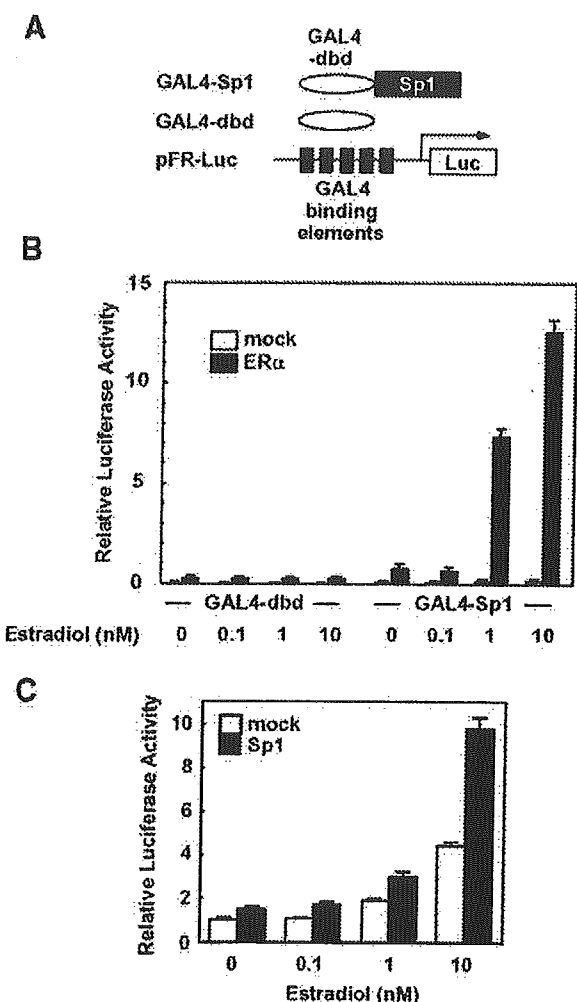 A
GAL4
-dbd
GAL4-Sp1
Sp1
GAL4-dbd
pFR-Luc
Luc
GAL4
binding
elements
B
Relative Luciferase Activity
15
10
5
0
mock
ERα
GAL4-dbd
GAL4-Sp1
Estradiol (nM) 0 0.1 1 10 0 0.1 1 10
C
Relative Luciferase Activity
10
8
6
4
2
0
mock
Sp1
0 0.1 1 10
Estradiol (nM)